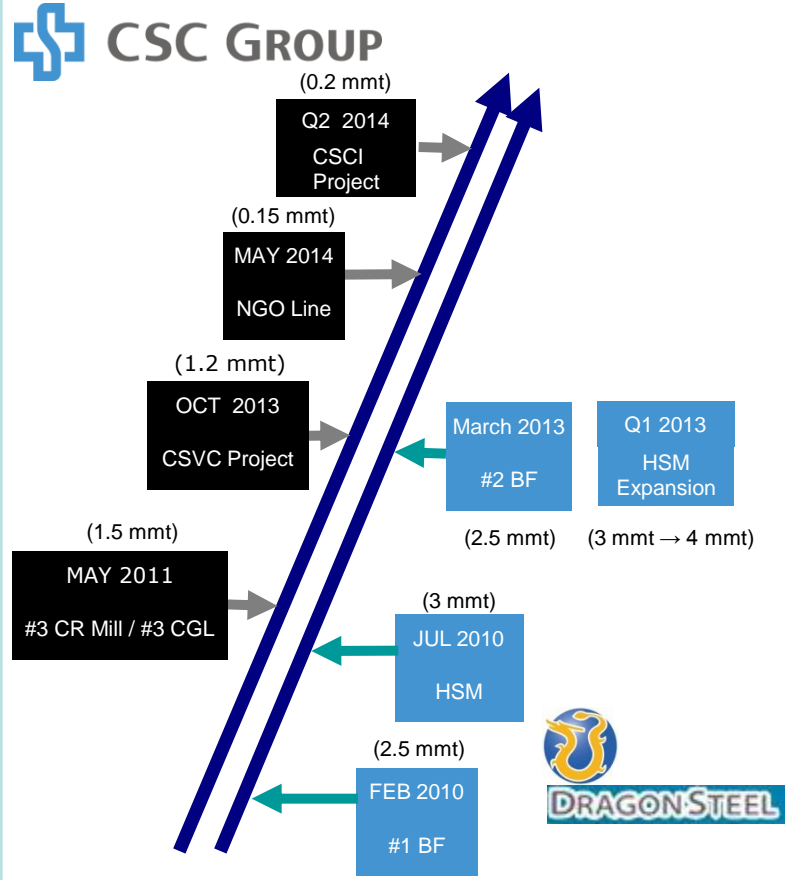 CSC GROUP
(0.2 mmt)
Q2 2014
CSCI
Project
(0.15 mmt)
MAY 2014
NGO Line
(1.2 mmt)
OCT 2013
CSVC Project
March 2013
#2 BF
(2.5 mmt)
Q1 2013
HSM
Expansion
(3 mmt → 4 mmt)
(1.5 mmt)
MAY 2011
#3 CR Mill / #3 CGL
(3 mmt)
JUL 2010
HSM
(2.5 mmt)
FEB 2010
#1 BF
DRAGON STEEL